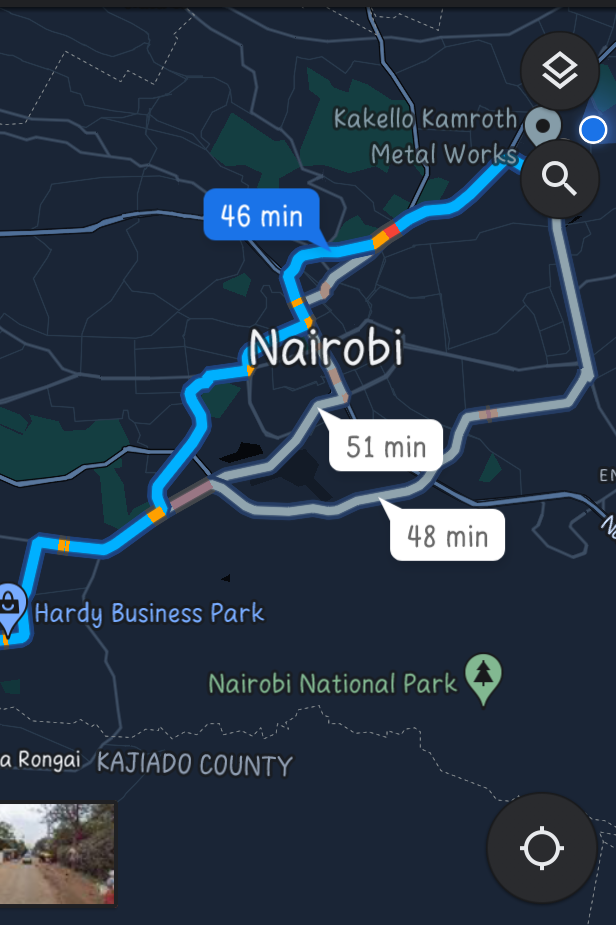 Kakello Kamroth
Metal Works
46 min
Nairobi
51 min
48 min
Hardy Business Park
Nairobi National Park
a Rongai
KAJIADO COUNTY